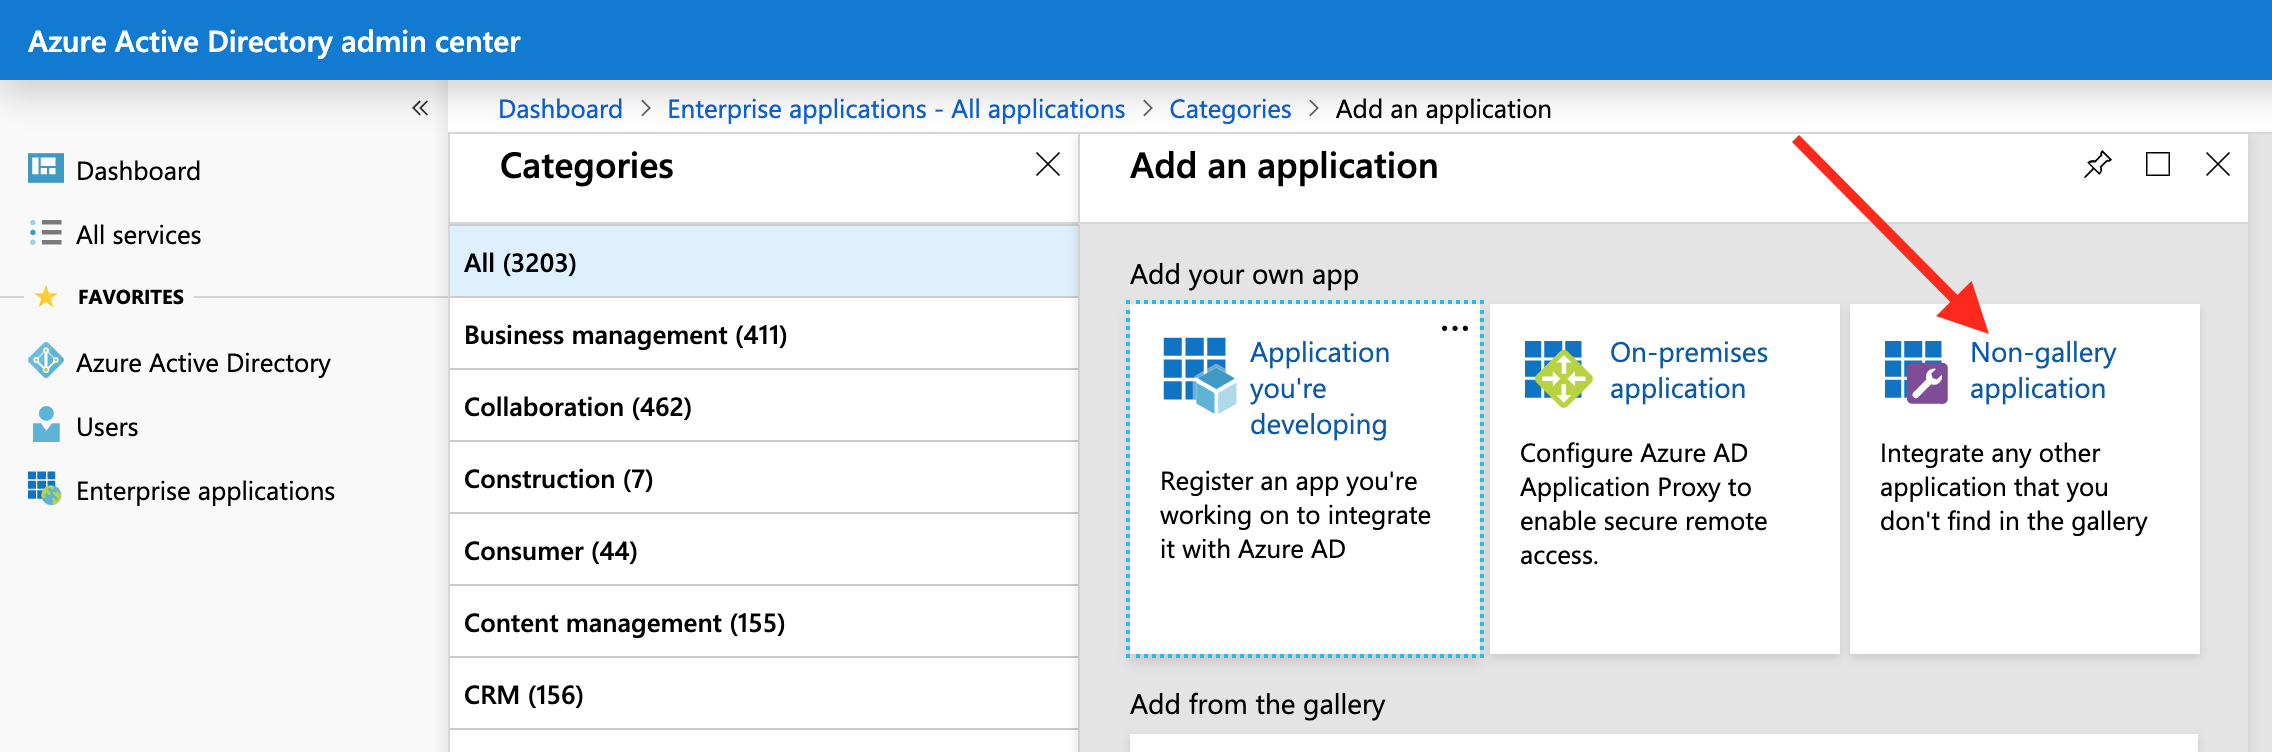 Azure Active Directory admin center
«
Dashboard > Enterprise applications - All applications > Categories > Add an application
Dashboard
All services
FAVORITES
Azure Active Directory
Users
Enterprise applications
Categories
All (3203)
Business management (411)
Collaboration (462)
Construction (7)
Consumer (44)
Content management (155)
CRM (156)
Add an application
Add your own app
...
Application
you're
developing
Register an app you're
working on to integrate
it with Azure AD
On-premises
application
Configure Azure AD
Application Proxy to
enable secure remote
access.
Non-gallery
application
Integrate any other
application that you
don't find in the gallery
Add from the gallery